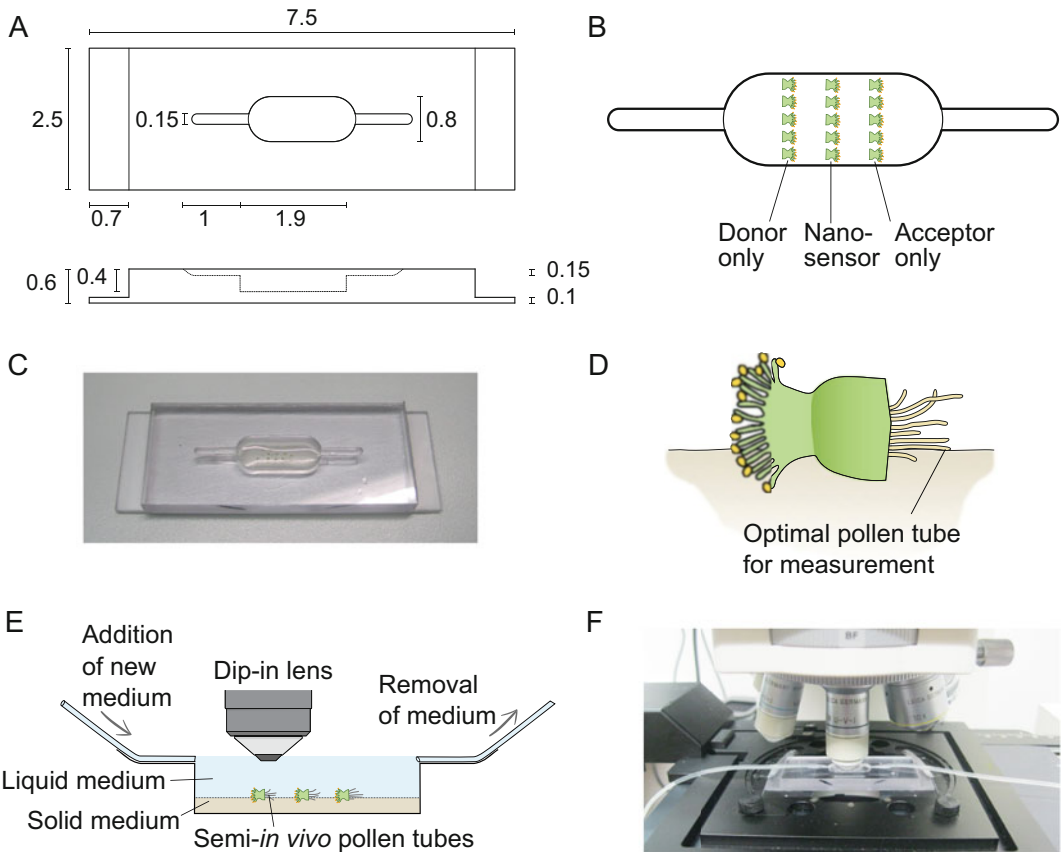 A
7.5
2.5
0.15
0.8
0.7
1
1.9
0.6
0.4
0.15
0.1
B
Donor
only
Nano-
sensor
Acceptor
only
C
D
Optimal pollen tube
for measurement
E
Addition
of new
medium
Dip-in lens
Removal
of medium
Liquid medium
Solid medium
Semi-in vivo pollen tubes
F
BF